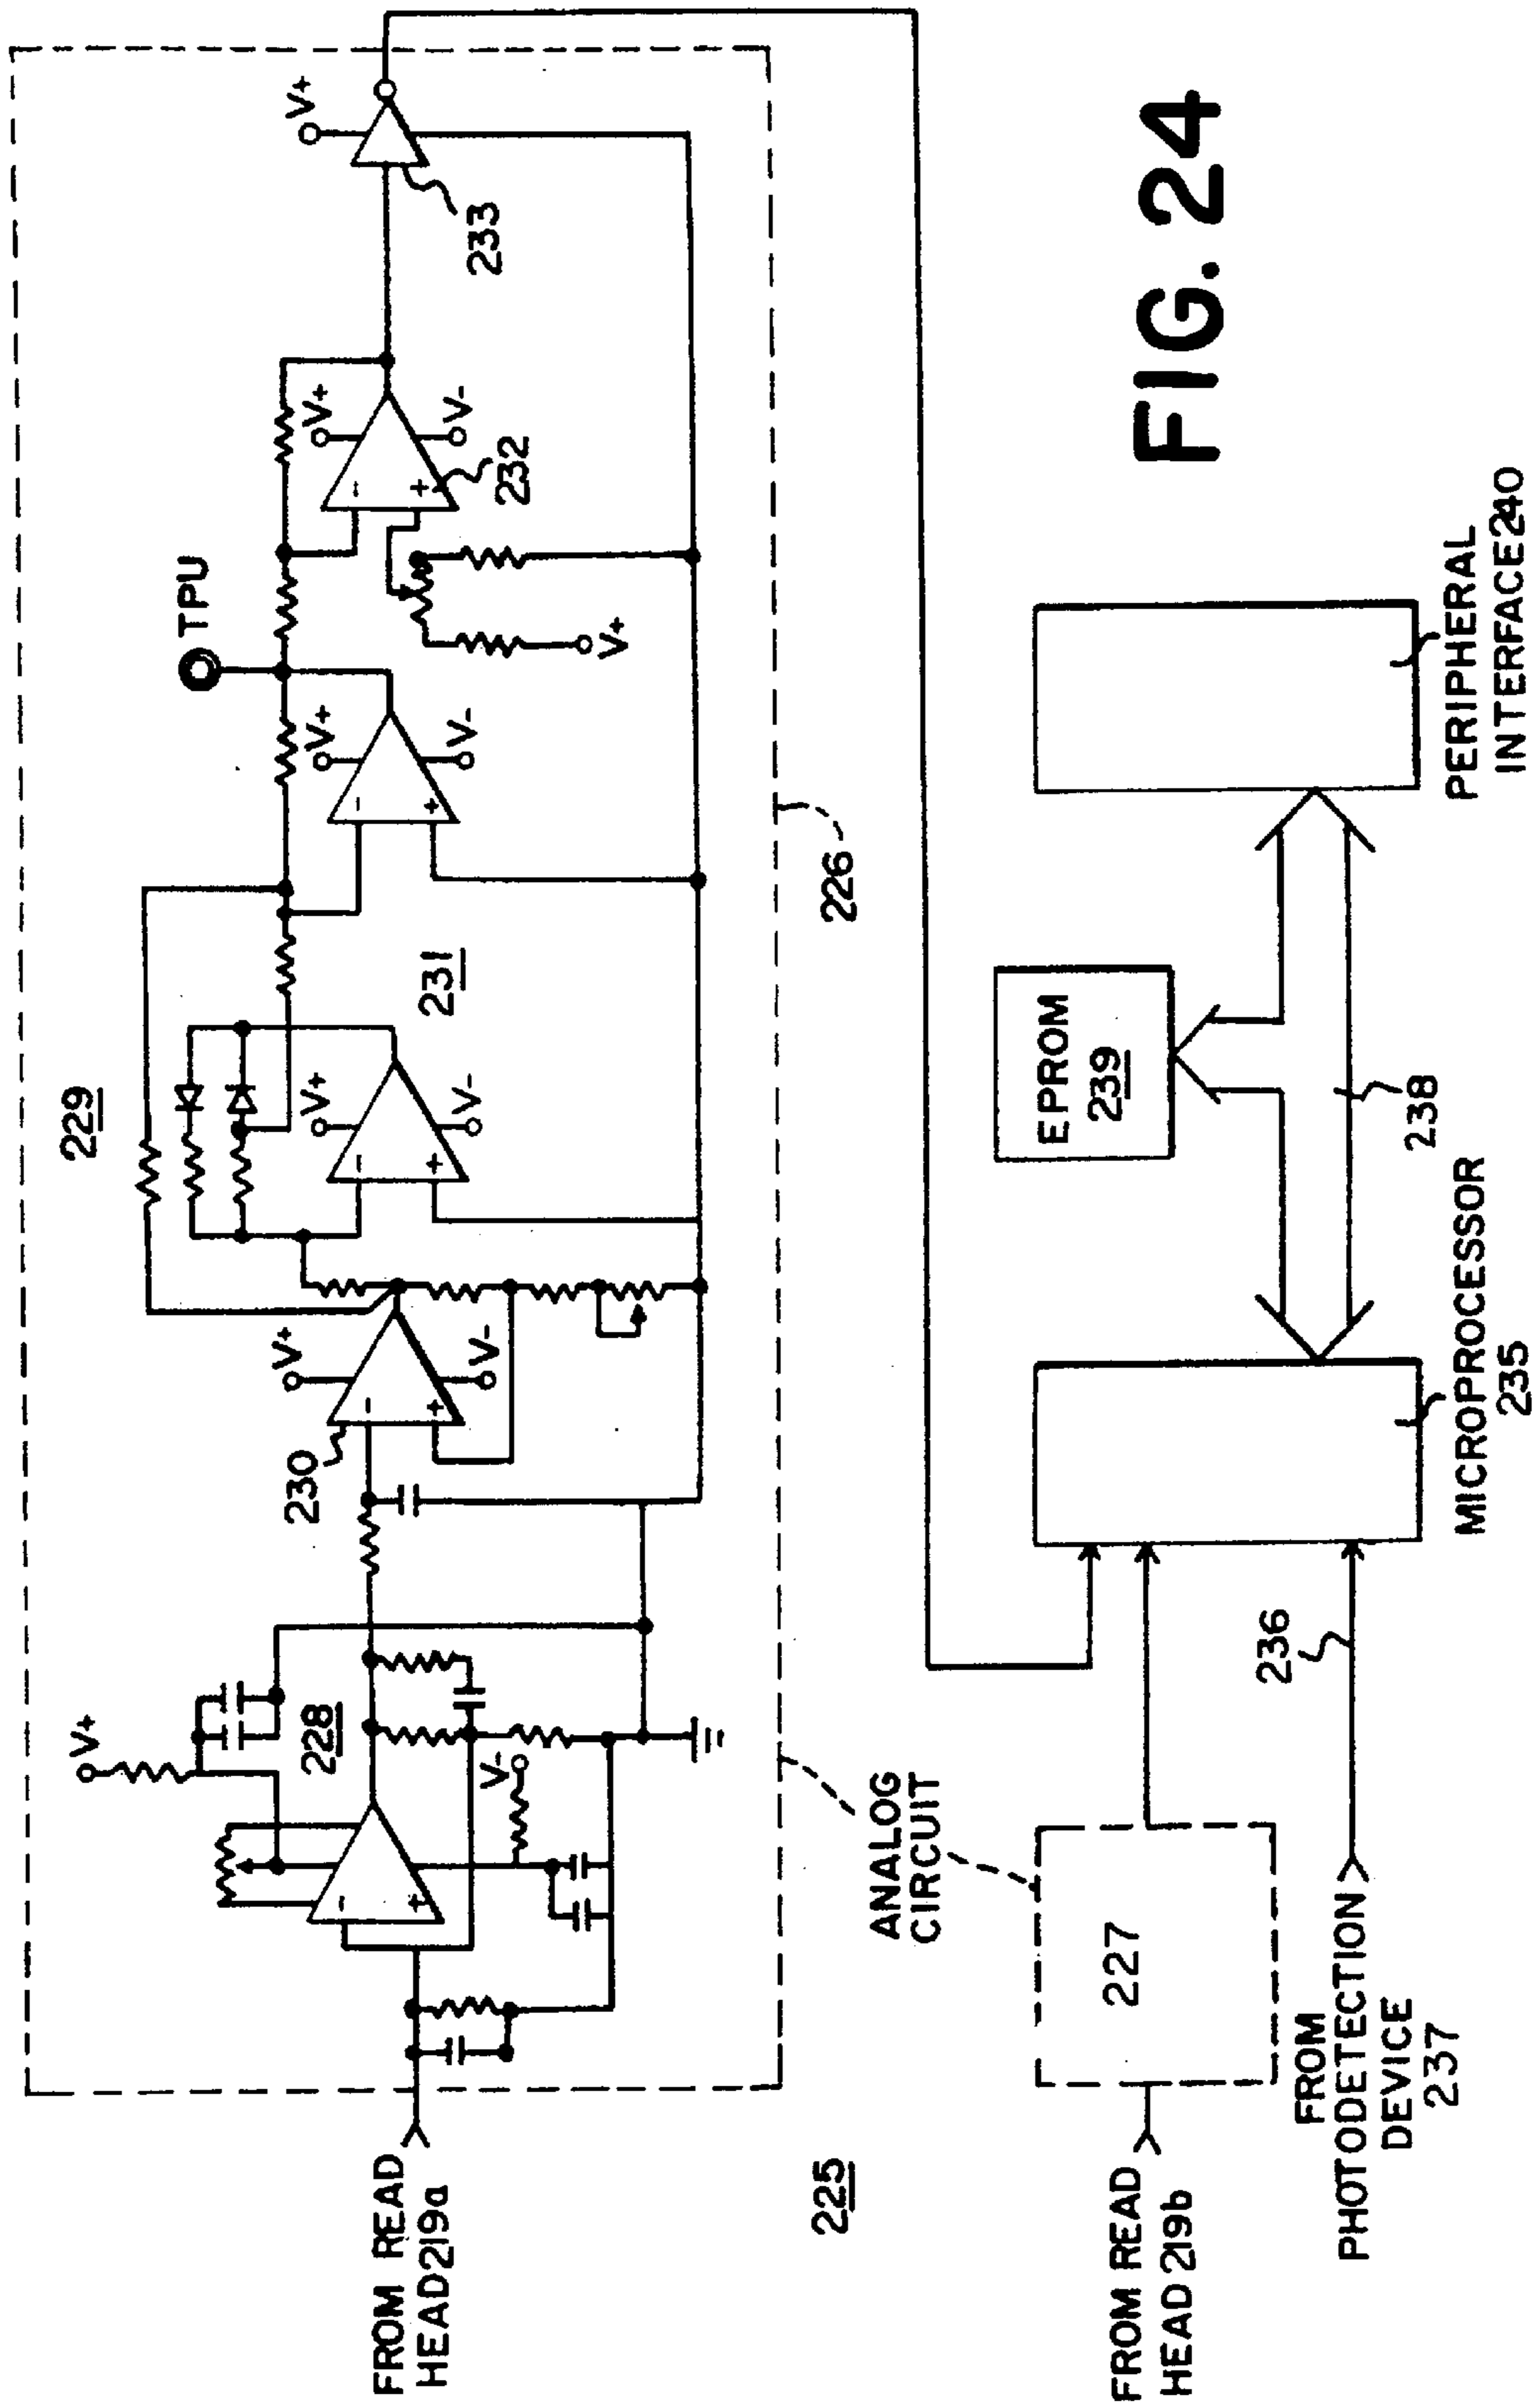 V+
229
TPU
V+
228
V+
V+
V+
V+
V+
-
+
V-
230
-
+
V-
-
+
V-
231
-
+
V-
V+
-
+
V-
232
233
FROM READ
HEAD 219a
226
225
ANALOG
CIRCUIT
FROM READ
HEAD 219b
227
236
FROM
PHOTODETECTION
DEVICE
237
MICROPROCESSOR
235
EPROM
239
238
PERIPHERAL
INTERFACE 240
FIG. 24